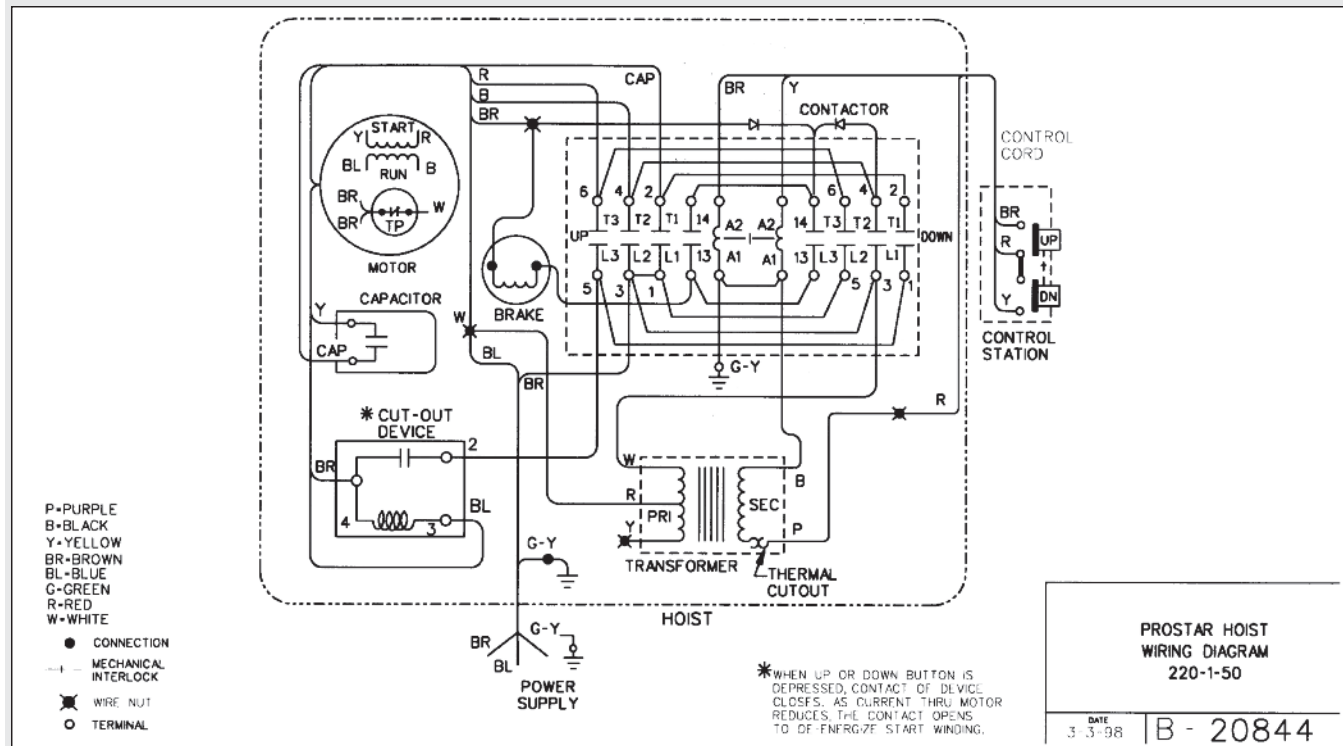 R
B
BR
CAP
BR
Y
CONTACTOR
CONTROL
CORD
START
Y
R
BL
B
RUN
BR
BR
W
TP
MOTOR
6
4
2
6
4
2
UP
T3
T2
T1
14
A2
A2
14
T3
T2
T1
DOWN
L3
L2
L1
13
A1
A1
13
L3
L2
L1
5
3
1
5
3
1
BR
R
Y
UP
DN
CONTROL
STATION
BRAKE
CAPACITOR
Y
CAP
W
BL
BR
G-Y
R
* CUT-OUT
DEVICE
2
BR
BL
4
3
W
R
Y
PRI
SEC
B
P
TRANSFORMER
THERMAL
CUTOUT
G-Y
HOIST
P-PURPLE
B-BLACK
Y-YELLOW
BR-BROWN
BL-BLUE
G-GREEN
R-RED
W-WHITE
CONNECTION
MECHANICAL
INTERLOCK
WIRE NUT
TERMINAL
BR
BL
G-Y
POWER
SUPPLY
*WHEN UP OR DOWN BUTTON IS
DEPRESSED, CONTACT OF DEVICE
CLOSES. AS CURRENT THRU MOTOR
REDUCES, THE CONTACT OPENS
TO DE-ENERGIZE START WINDING.
PROSTAR HOIST
WIRING DIAGRAM
220-1-50
DATE
3-3-98
B - 20844